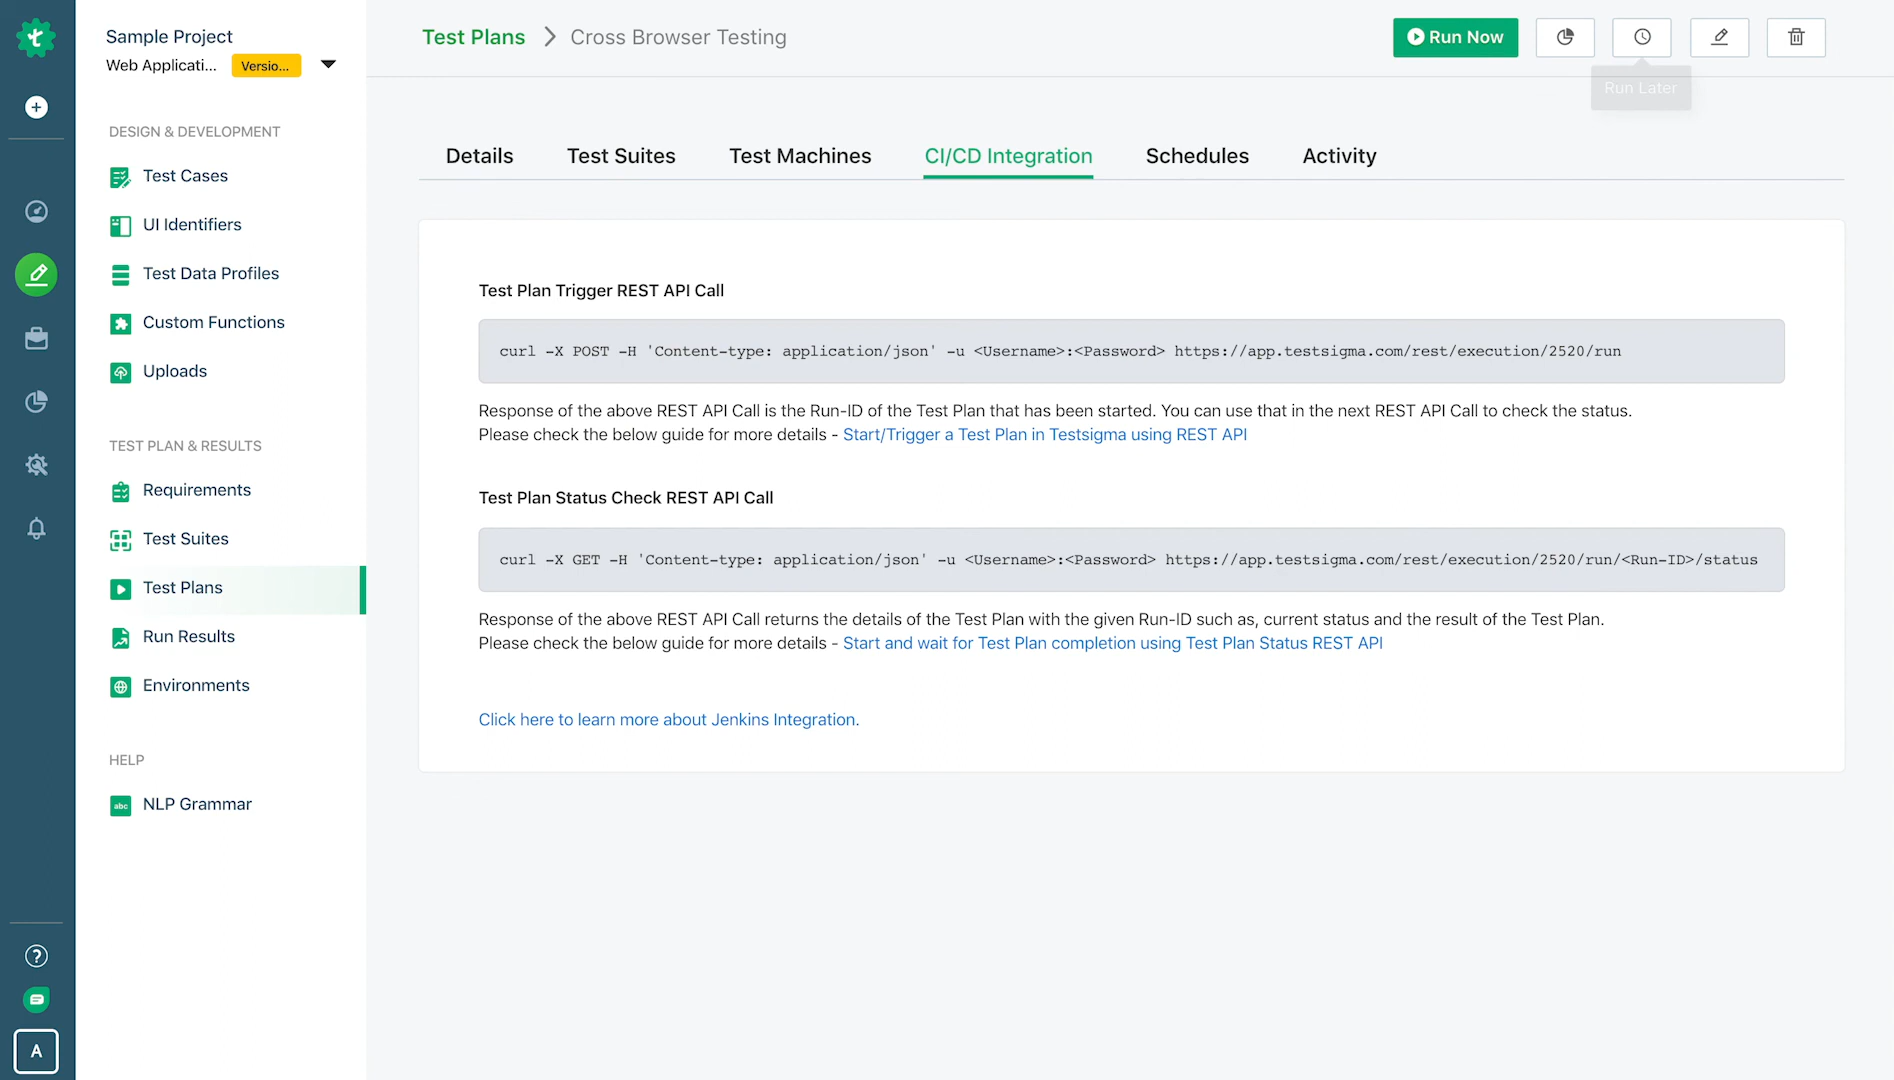 Sample Project
Web Applicati... Versio...
DESIGN & DEVELOPMENT
Test Cases
UI Identifiers
Test Data Profiles
Custom Functions
Uploads
TEST PLAN & RESULTS
Requirements
Test Suites
Test Plans
Run Results
Environments
HELP
abc NLP Grammar
A
Test Plans Cross Browser Testing
Run Now
Run Later
Details Test Suites Test Machines CI/CD Integration Schedules Activity
Test Plan Trigger REST API Call
curl -X POST -H 'Content-type: application/json' -u <Username>:<Password> https://app.testsigma.com/rest/execution/2520/run
Response of the above REST API Call is the Run-ID of the Test Plan that has been started. You can use that in the next REST API Call to check the status.
Please check the below guide for more details - Start/Trigger a Test Plan in Testsigma using REST API
Test Plan Status Check REST API Call
curl -X GET -H 'Content-type: application/json' -u <Username>:<Password> https://app.testsigma.com/rest/execution/2520/run/<Run-ID>/status
Response of the above REST API Call returns the details of the Test Plan with the given Run-ID such as, current status and the result of the Test Plan.
Please check the below guide for more details - Start and wait for Test Plan completion using Test Plan Status REST API
Click here to learn more about Jenkins Integration.